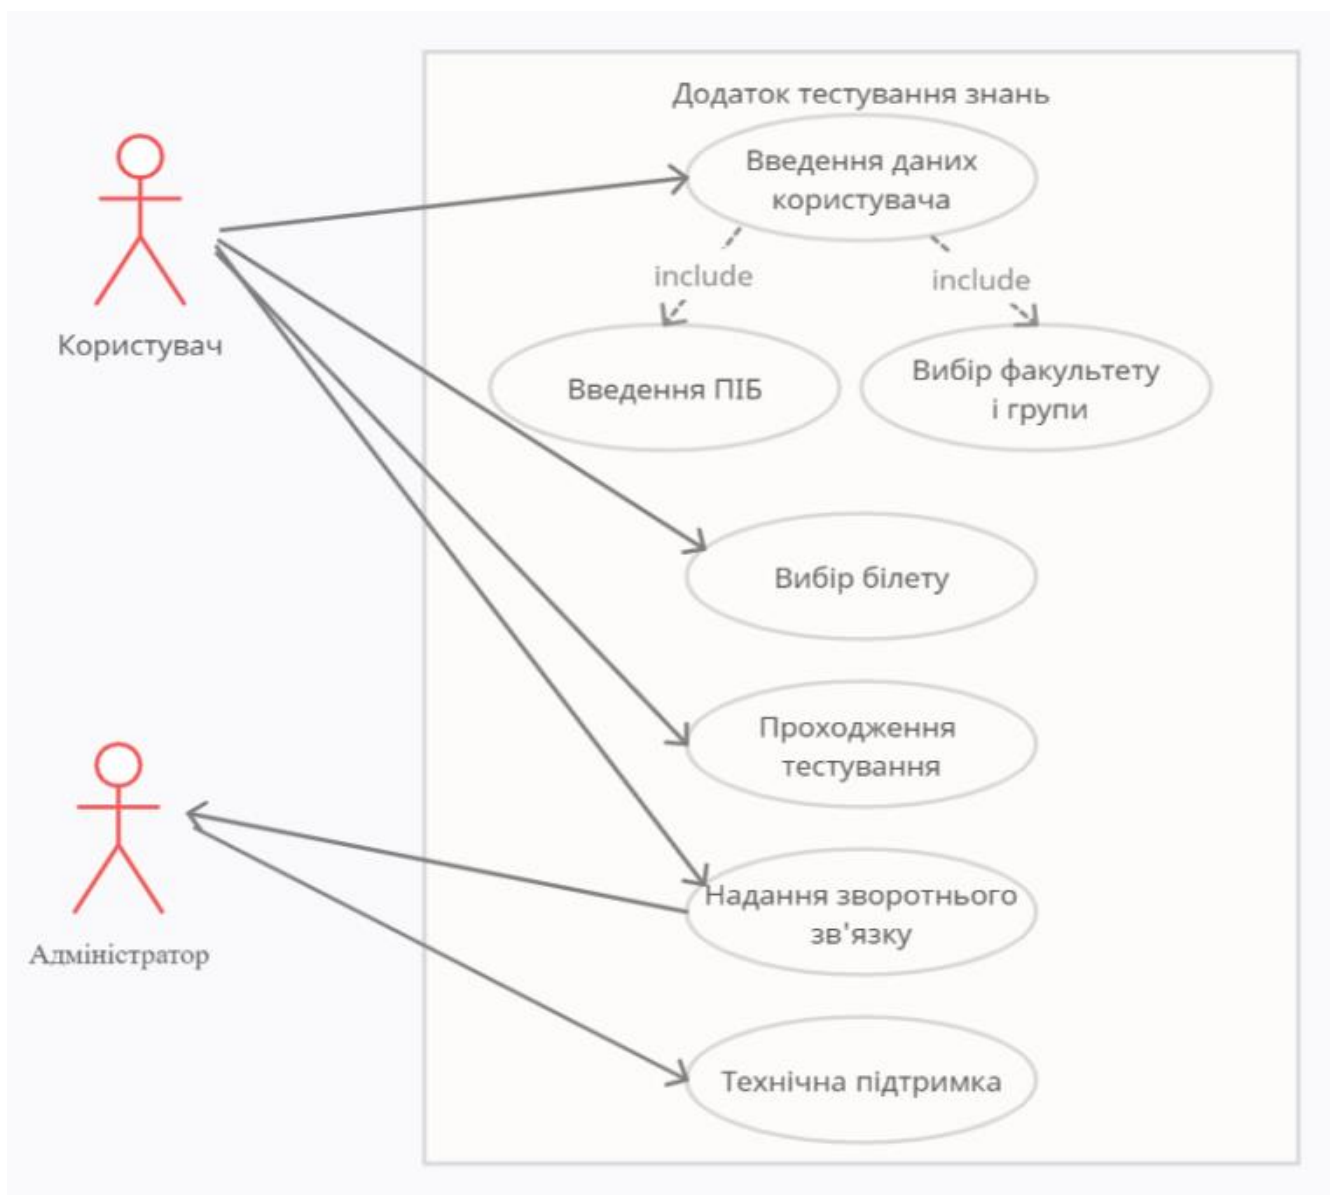 Додаток тестування знань
Введення даних
користувача
include
include
Користувач
Введення ПІБ
Вибір факультету
і групи
Вибір білету
Проходження
тестування
Надання зворотнього
зв'язку
Адміністратор
Технічна підтримка